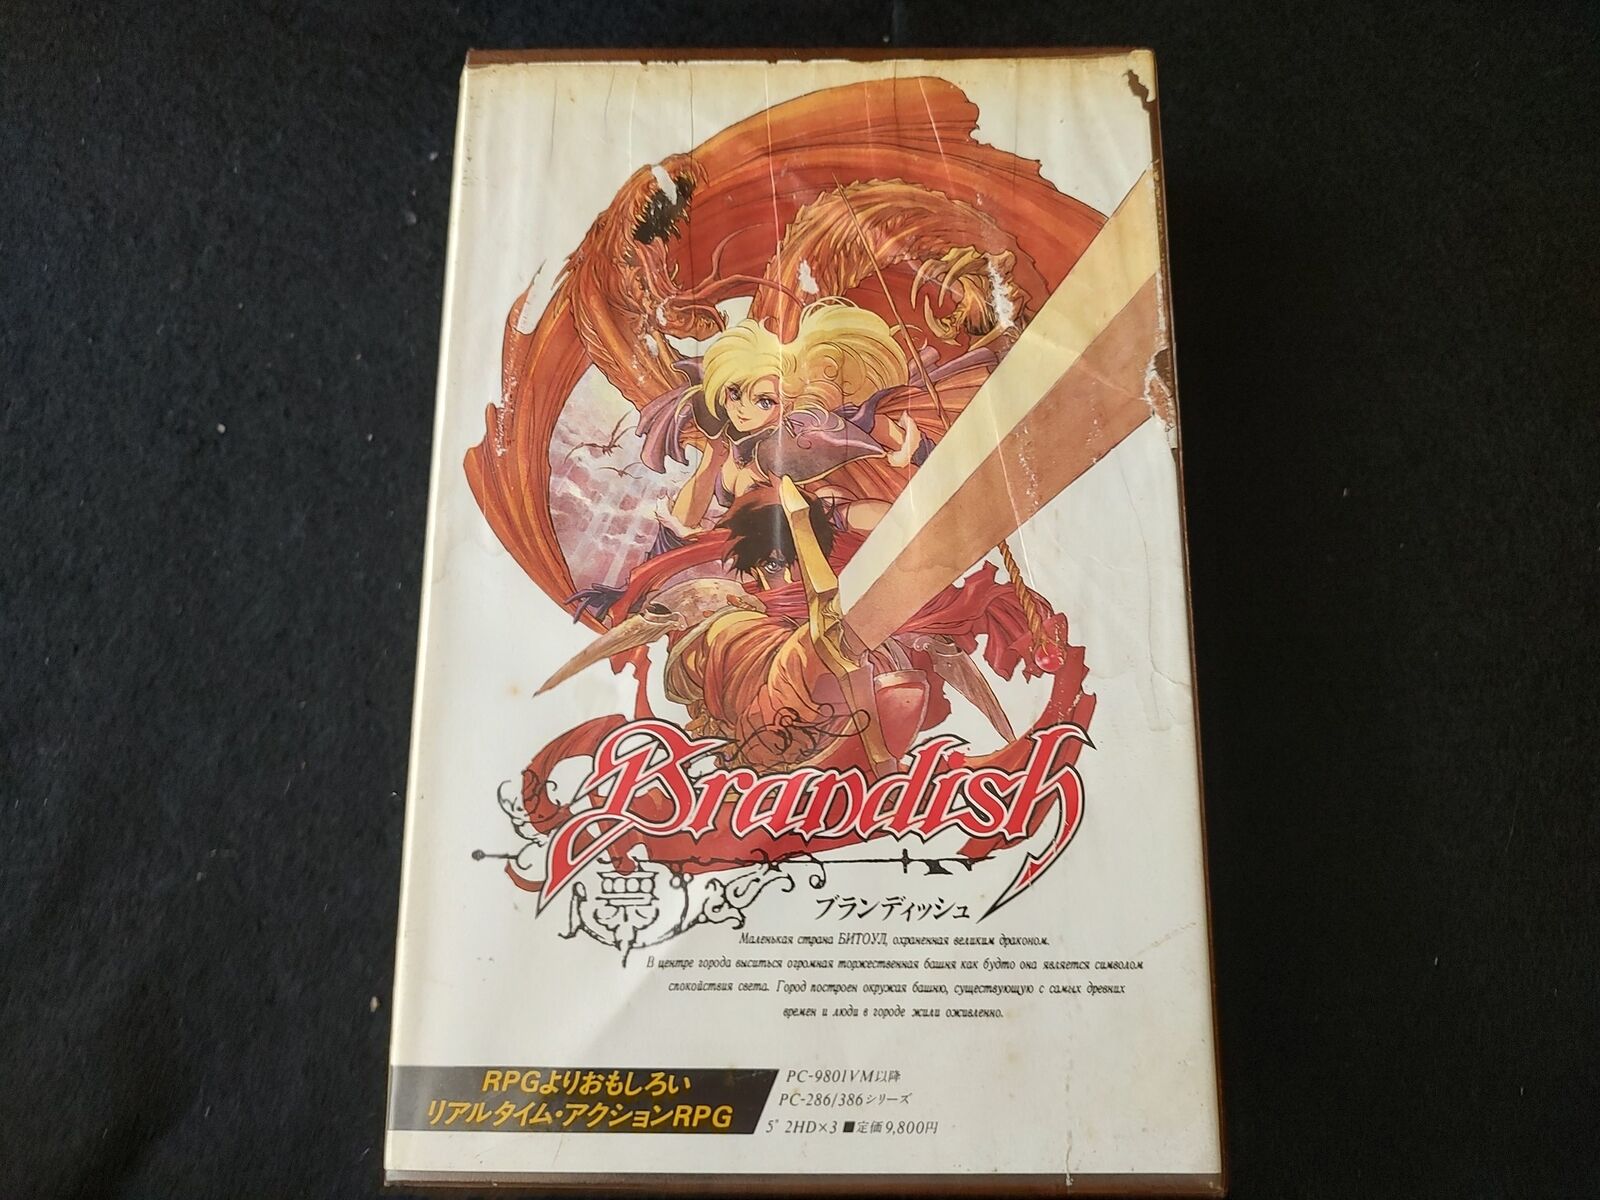 Brandish
ブランディッシュ
Маленькая страна БИТОУЛ, охраненная великим драконом.
В центре города выситься огромная торжественная башня как будто она является символом
спокойствия света. Город построен окружая башню, существующую с самых древних
времен и люди в городе жили оживленно.
RPGよりおもしろい
リアルタイム・アクションRPG
PC-9801VM以降
PC-286/386シリーズ
5" 2HD×3 ■定価9,800円